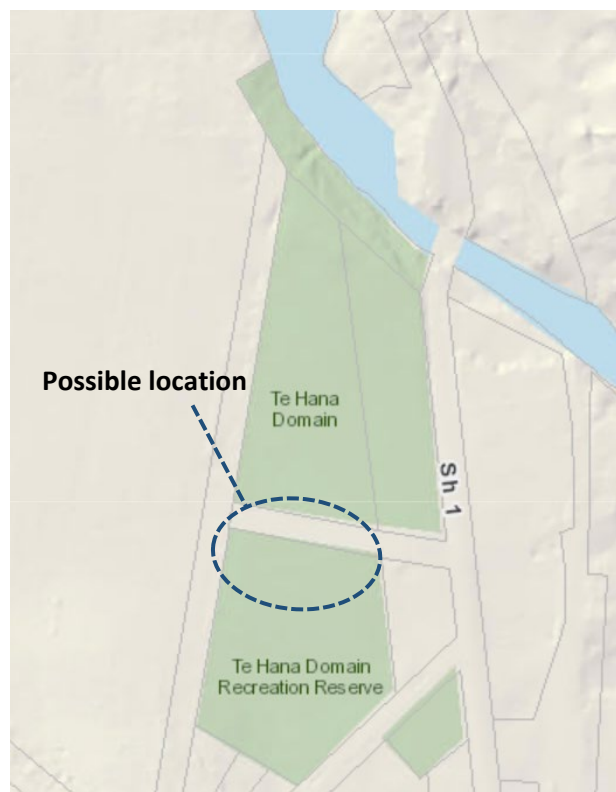 Possible location
Te Hana
Domain
Sh 1
Te Hana Domain
Recreation Reserve